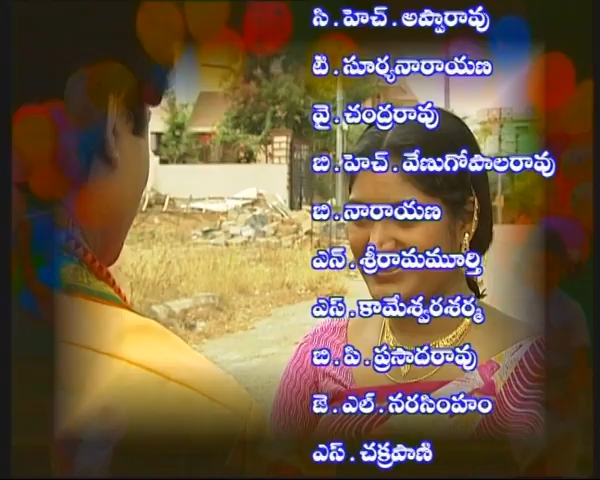 సి.హెచ్.అప్పారావు
టి.సూర్యనారాయణ
వై.చంద్రరావు
బి.హెచ్.వేణుగోపాలరావు
బి.నారాయణ
ఎన్.శ్రీరామమూర్తి
ఎస్.కామేశ్వరశర్మ
బి.పి.ప్రసాదరావు
జె.ఎల్.నరసింహం
ఎస్.చక్రపాణి